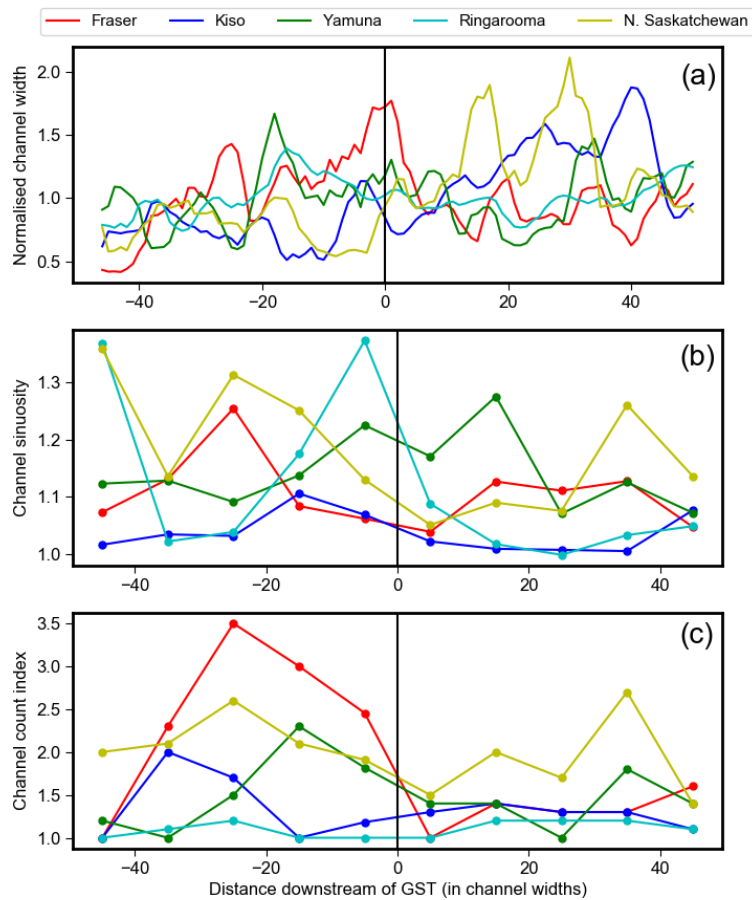 Fraser Kiso Yamuna Ringarooma N. Saskatchewan
(a)
Normalised channel width
2.0
1.5
1.0
0.5
−40 −20 0 20 40
(b)
Channel sinuosity
1.3
1.2
1.1
1.0
−40 −20 0 20 40
(c)
Channel count index
3.5
3.0
2.5
2.0
1.5
1.0
−40 −20 0 20 40
Distance downstream of GST (in channel widths)